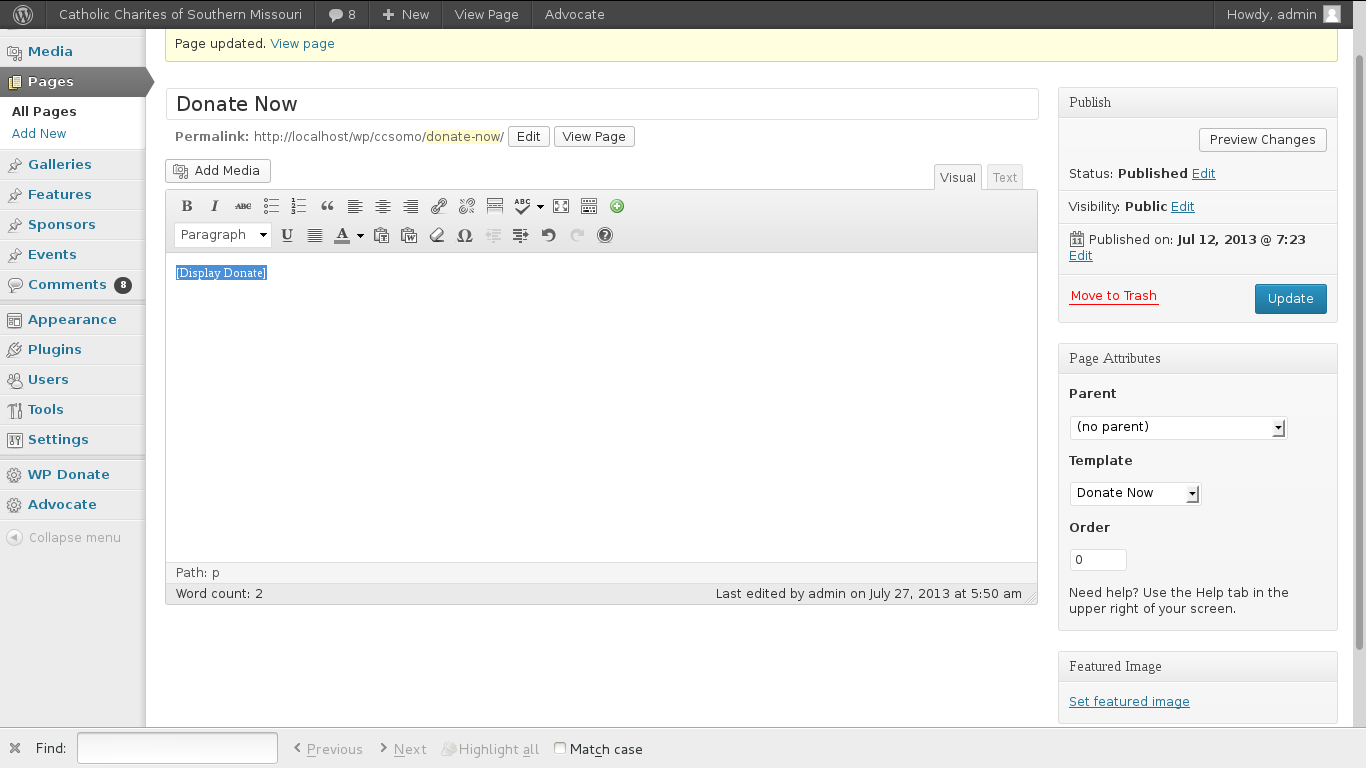 Catholic Charites of Southern Missouri 8 New View Page Advocate Howdy, admin
Media
Pages
All Pages
Add New
Galleries
Features
Sponsors
Events
Comments 8
Appearance
Plugins
Users
Tools
Settings
WP Donate
Advocate
Collapse menu
Page updated. View page
Donate Now
Permalink: http://localhost/wp/ccsomo/donate-now/ Edit View Page
Add Media
Visual Text
B I ABC ABC
Paragraph U A
[Display Donate]
Path: p
Word count: 2 Last edited by admin on July 27, 2013 at 5:50 am
Publish
Preview Changes
Status: Published Edit
Visibility: Public Edit
Published on: Jul 12, 2013 @ 7:23
Edit
Move to Trash Update
Page Attributes
Parent
(no parent)
Template
Donate Now
Order
0
Need help? Use the Help tab in the
upper right of your screen.
Featured Image
Set featured image
Find: Previous Next Highlight all Match case